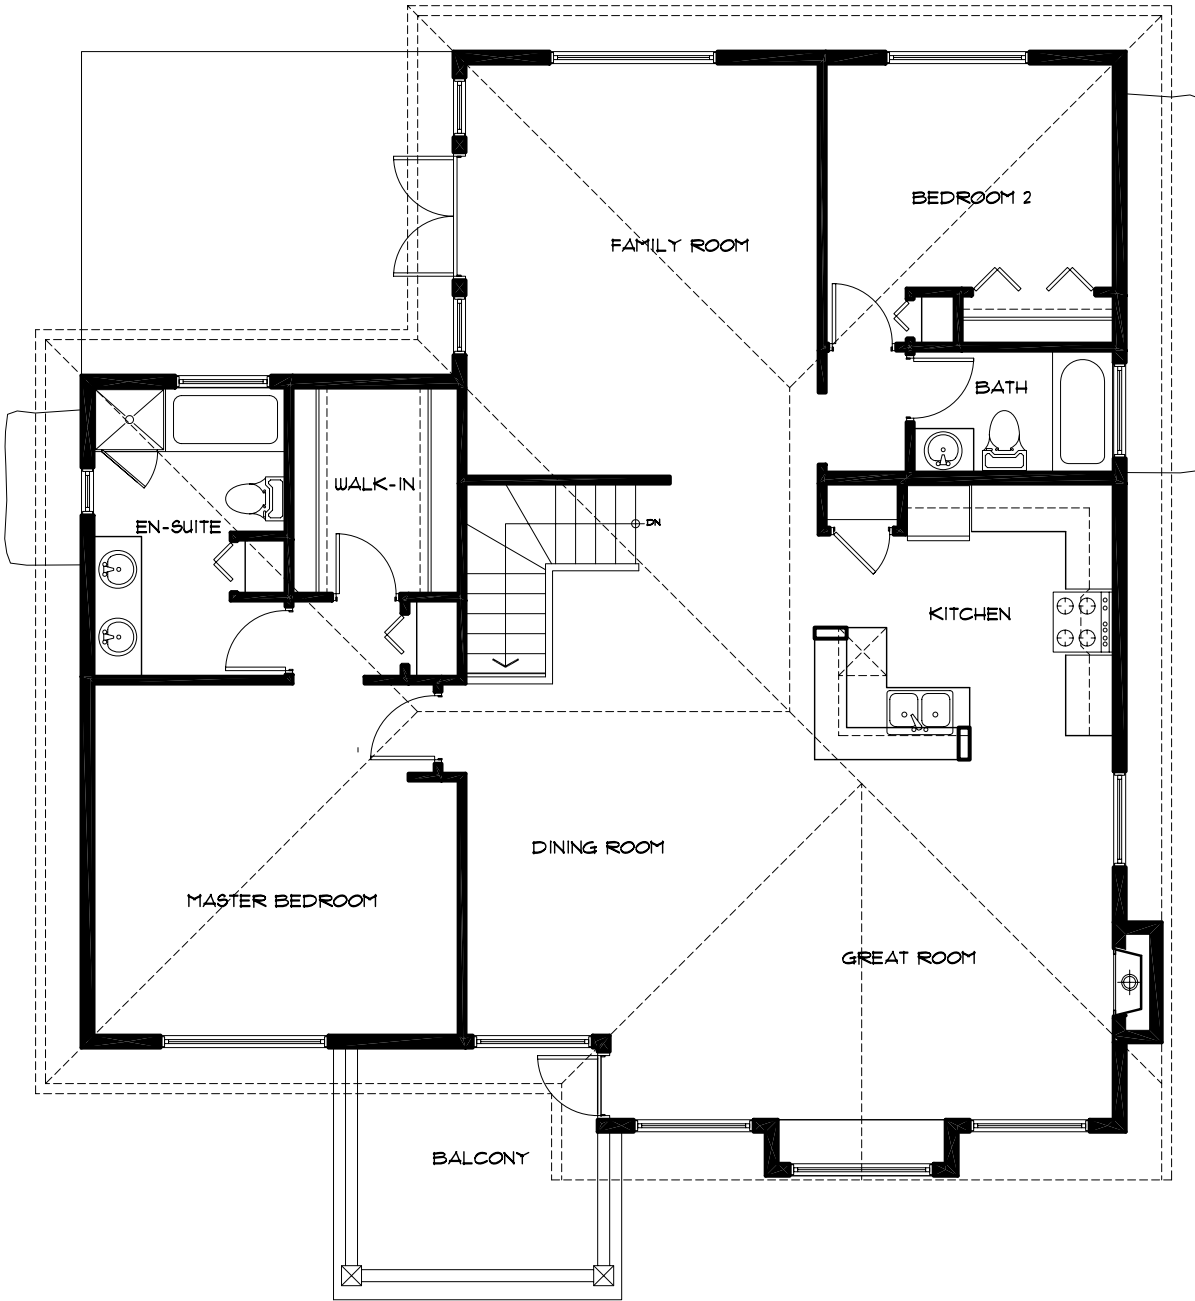 BEDROOM 2
FAMILY ROOM
BATH
WALK-IN
EN-SUITE
DN
KITCHEN
DINING ROOM
MASTER BEDROOM
GREAT ROOM
BALCONY